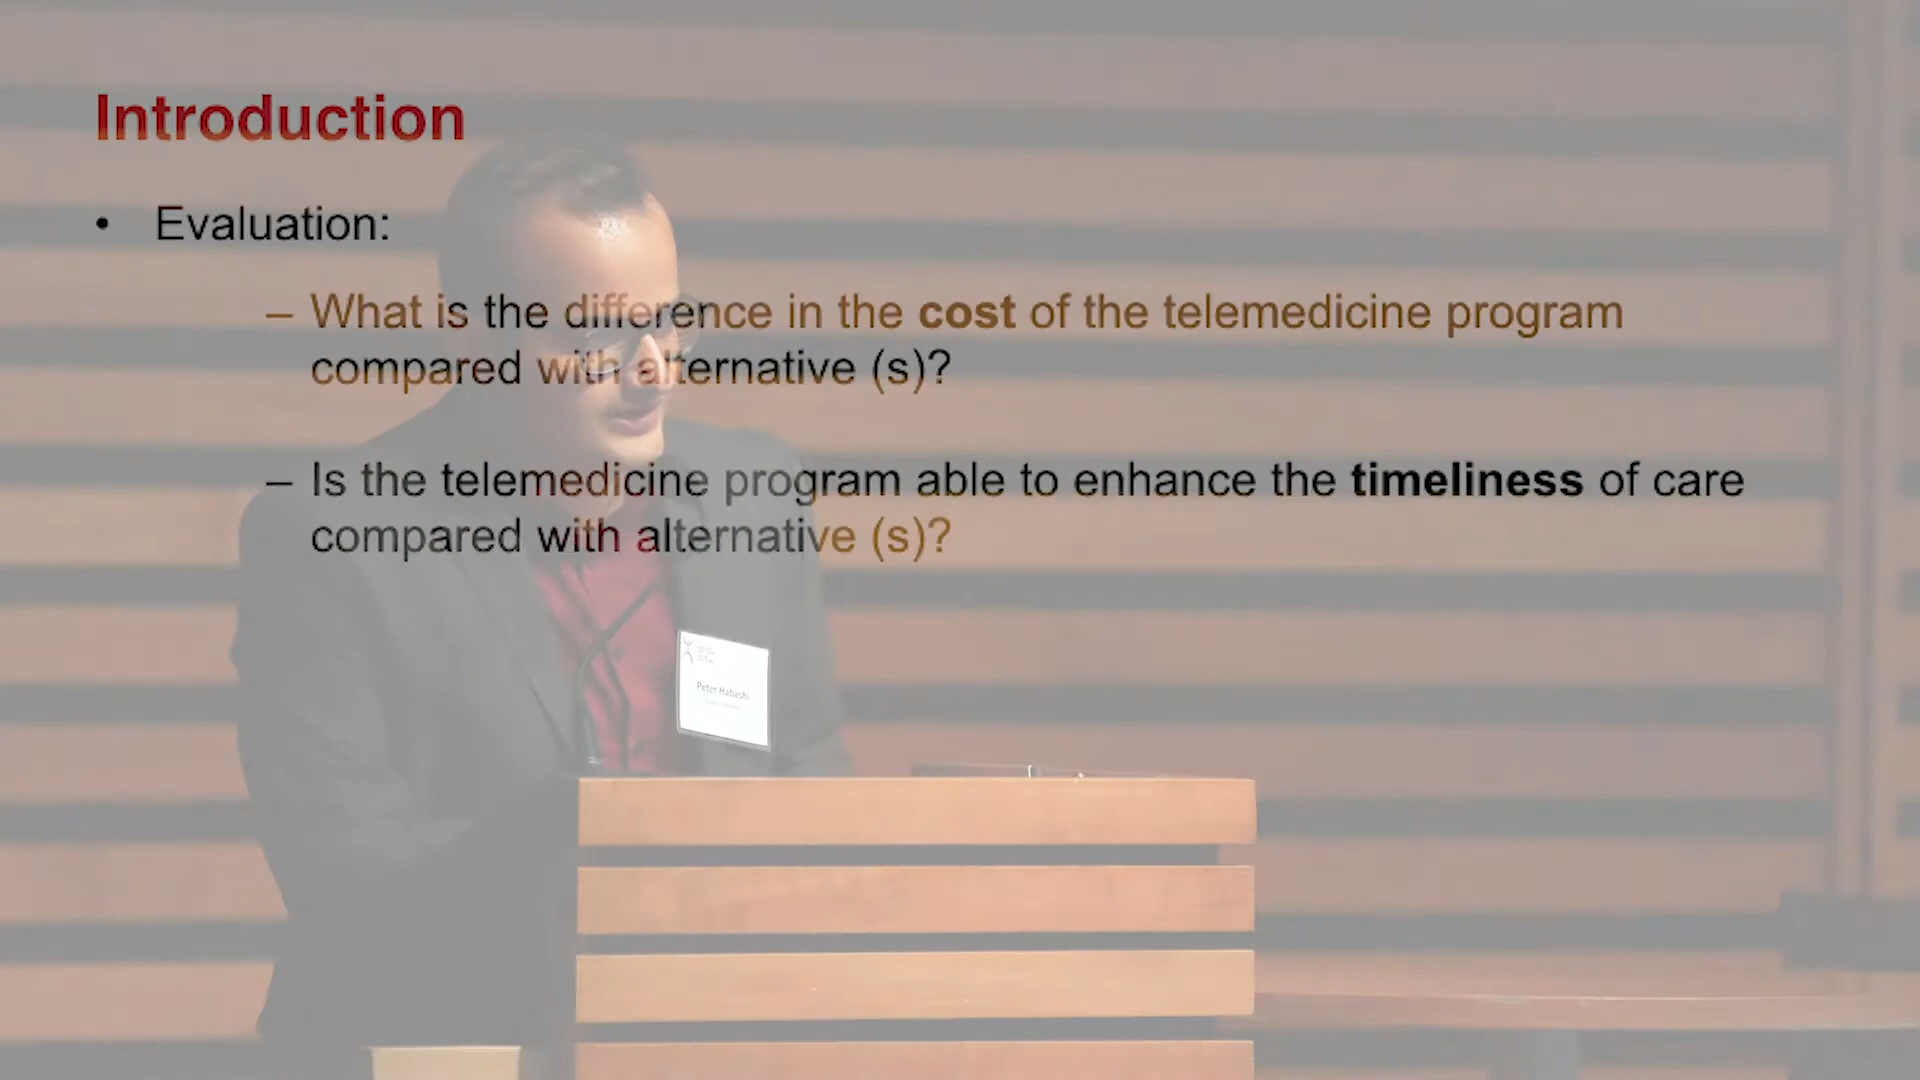 Introduction
• Evaluation:
– What is the difference in the cost of the telemedicine program
compared with alternative (s)?
– Is the telemedicine program able to enhance the timeliness of care
compared with alternative (s)?
Peter Habashi